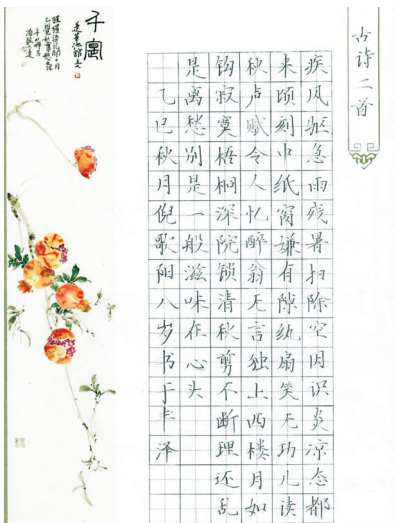 古诗二首
疾风驱急雨残暑扫除空因识炎凉态都
来顷刻中纸窗嫌有隙纨扇笑无功儿读
秋声赋令人忆醉翁无言独上西楼月如
钩寂寞梧桐深院锁清秋剪不断理还乱
是离愁别是一般滋味在心头
乙巳秋月倪歌阳八岁书于丰泽